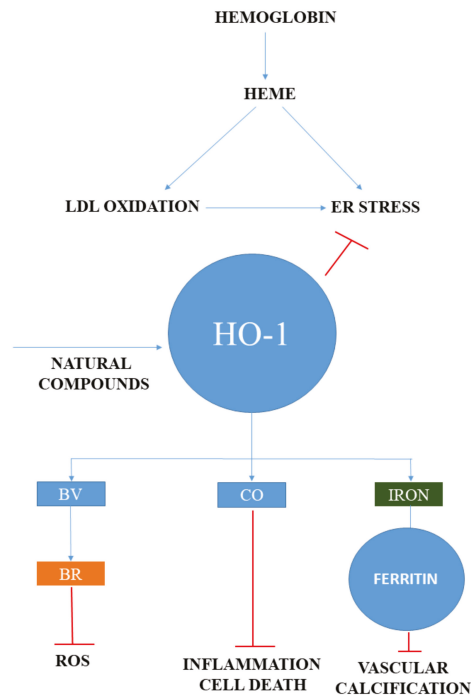 HEMOGLOBIN
HEME
LDL OXIDATION
ER STRESS
HO-1
NATURAL
COMPOUNDS
BV
CO
IRON
BR
FERRITIN
ROS
INFLAMMATION
CELL DEATH
VASCULAR
CALCIFICATION